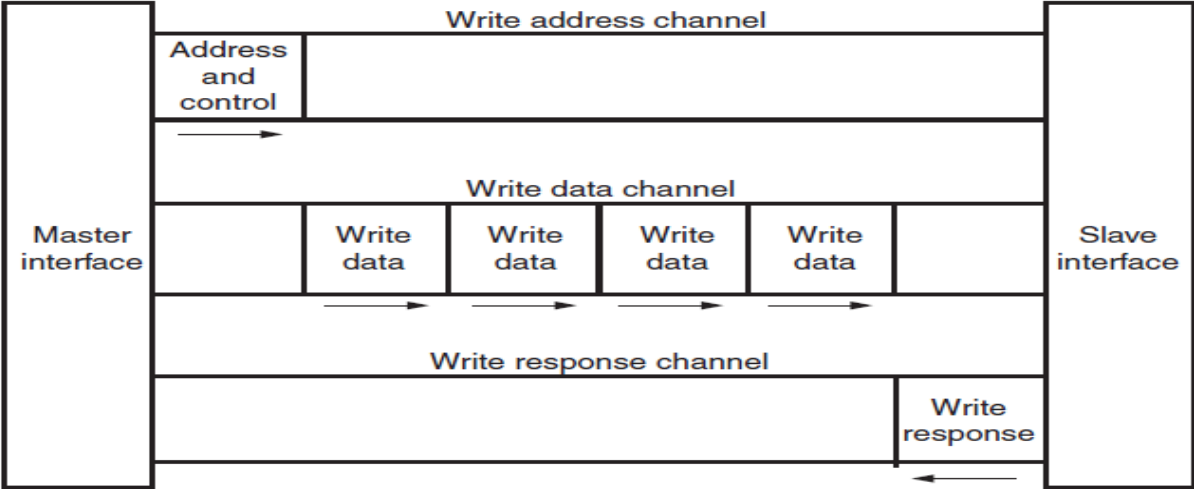 Write address channel
Address
and
control
Write data channel
Master
interface
Write
data
Write
data
Write
data
Write
data
Slave
interface
Write response channel
Write
response